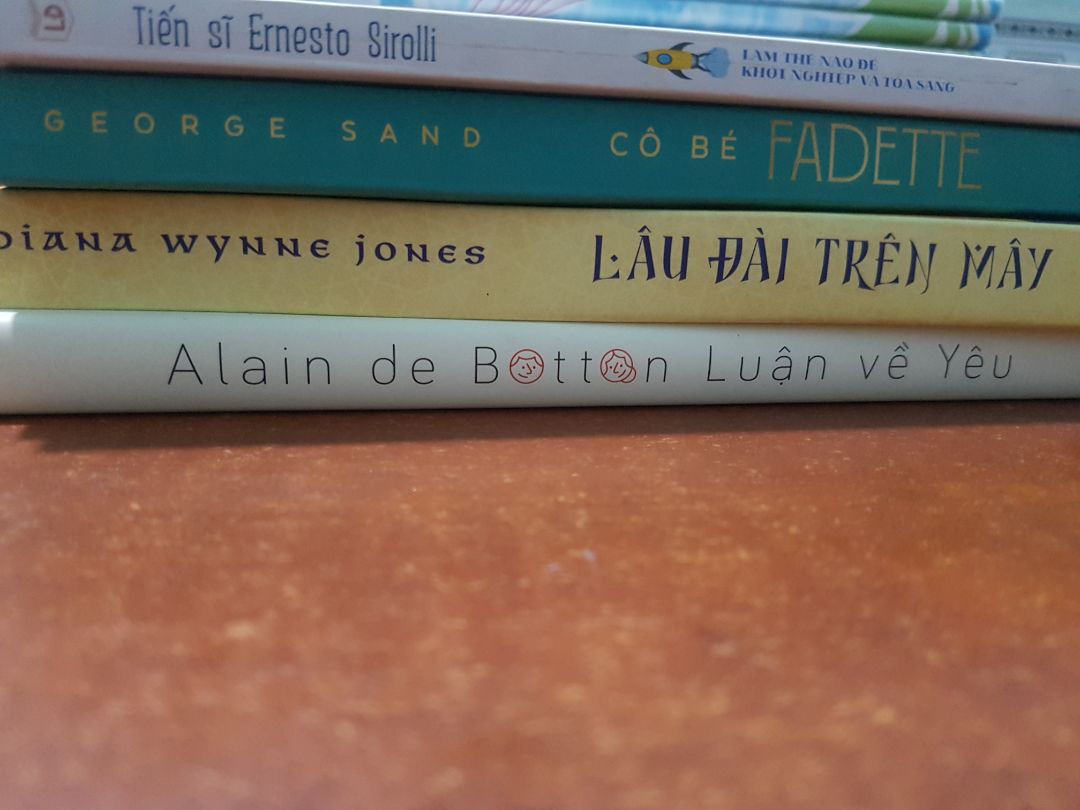 Tiến sĩ Ernesto Sirolli
LÀM THẾ NÀO ĐỂ
KHỞI NGHIỆP VÀ TỎA SÁNG
GEORGE SAND CÔ BÉ FADETTE
DIANA WYNNE JONES LÂU ĐÀI TRÊN MÂY
Alain de Botton Luận về Yêu